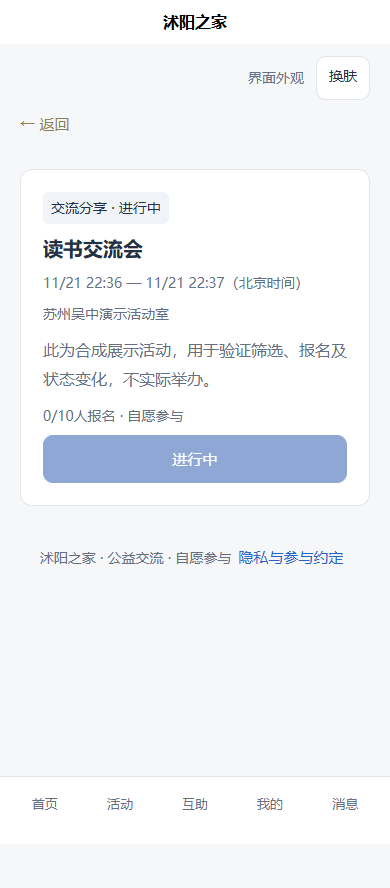 沭阳之家
界面外观 换肤
← 返回
交流分享 · 进行中
读书交流会
11/21 22:36 — 11/21 22:37（北京时间）
苏州吴中演示活动室
此为合成展示活动，用于验证筛选、报名及
状态变化，不实际举办。
0/10人报名 · 自愿参与
进行中
沭阳之家 · 公益交流 · 自愿参与 隐私与参与约定
首页 活动 互助 我的 消息